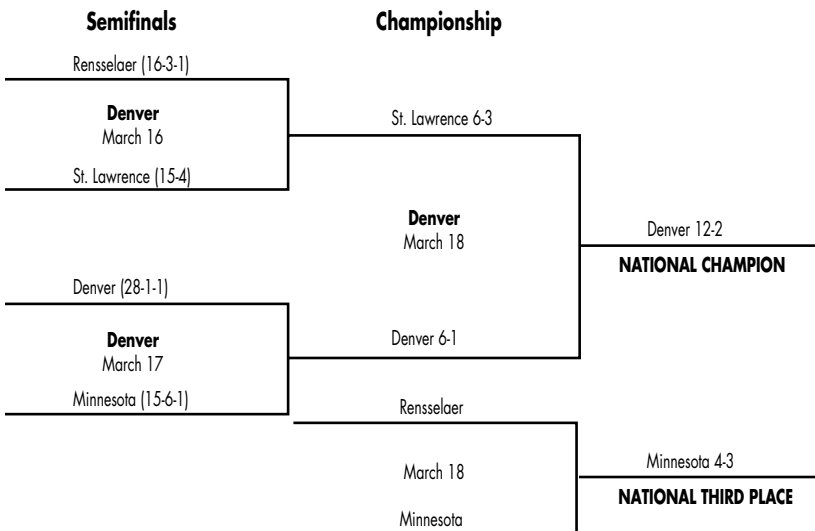 Semifinals
Championship
Rensselaer (16-3-1)
Denver
March 16
St. Lawrence (15-4)
St. Lawrence 6-3
Denver
March 18
Denver 12-2
NATIONAL CHAMPION
Denver (28-1-1)
Denver
March 17
Minnesota (15-6-1)
Denver 6-1
Rensselaer
March 18
Minnesota
Minnesota 4-3
NATIONAL THIRD PLACE